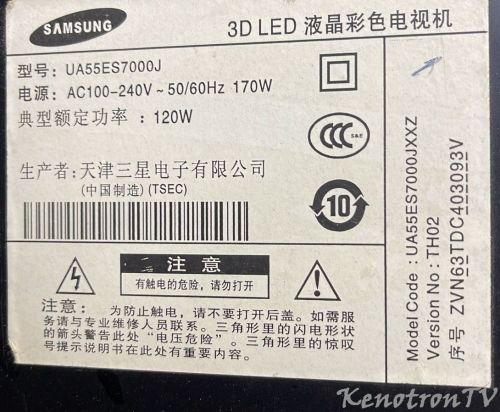 SAMSUNG
3D LED 液晶彩色电视机
型号: UA55ES7000J
电源: AC100-240V ~ 50/60Hz 170W
典型额定功率 : 120W
CCC S&E
生产者: 天津三星电子有限公司
(中国制造) (TSEC)
10
注 意
有触电的危险, 请勿打开
注意: 为防止触电, 请不要打开后盖。如需服
务请与专业维修人员联系。三角形里的闪电形状
的箭头警告此处 "电压危险"。三角形里的惊叹
号提示说明书在此处有重要说明。
Model Code : UA55ES7000JXXZ
Version No : TH02
序号 ZVN63TDC403093V
KenotronTV